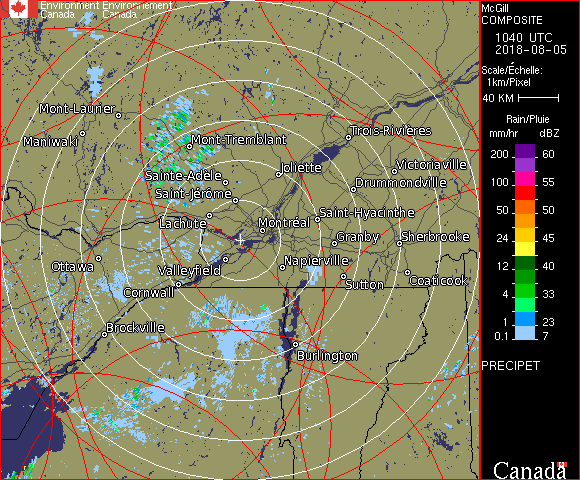 Environment Environnement
Canada Canada
McGill
COMPOSITE
1040 UTC
2018-08-05
Scale/Échelle:
1km/Pixel
40 KM
Rain/Pluie
mm/hr dBZ
200 60
100 55
50 50
24 45
12 40
4 33
1 23
0.1 7
PRECIPET
Canada
Mont-Laurier
Maniwaki
Mont-Tremblant
Trois-Rivières
Sainte-Adèle
Joliette
Victoriaville
Saint-Jérôme
Drummondville
Lachute
Saint-Hyacinthe
Montréal
Granby
Sherbrooke
Ottawa
Valleyfield
Napierville
Cornwall
Sutton
Coaticook
Brockville
Burlington